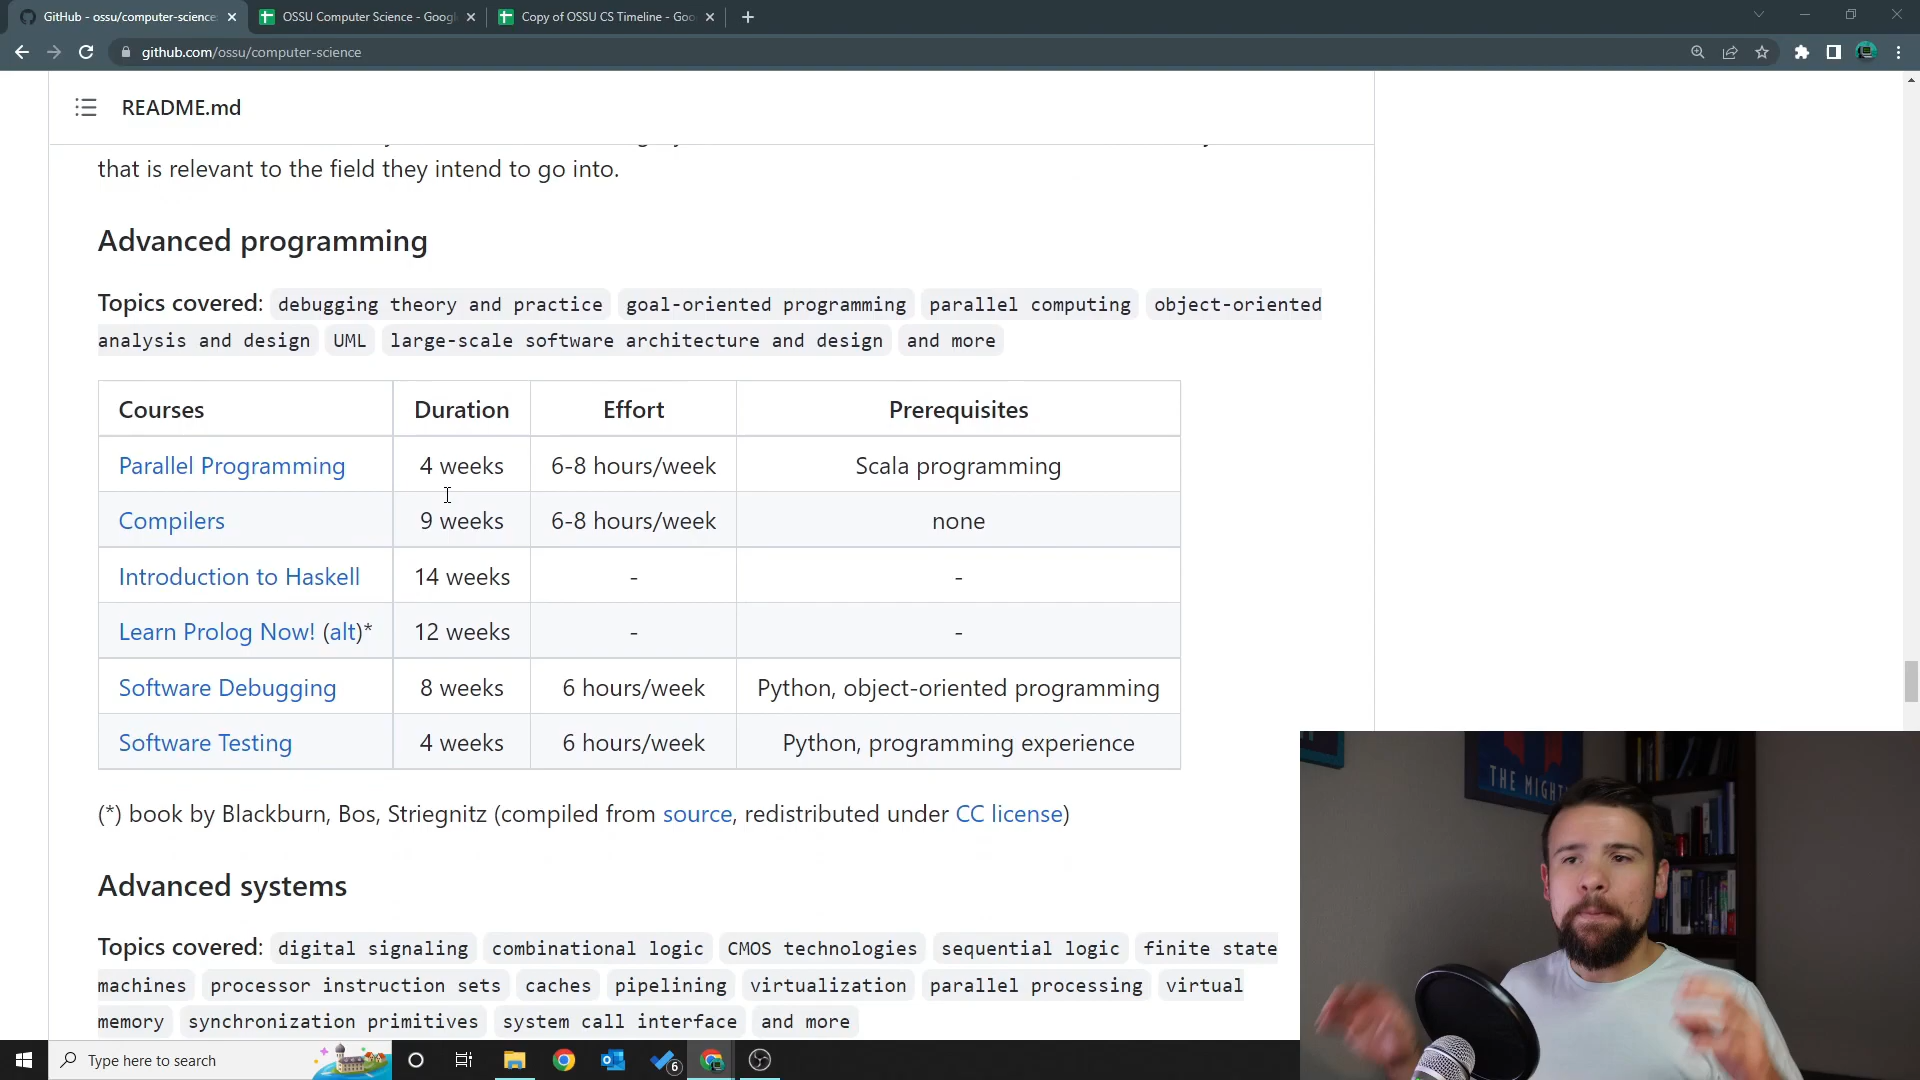 GitHub - ossu/computer-science
OSSU Computer Science - Googl
Copy of OSSU CS Timeline - Goo
github.com/ossu/computer-science
README.md
that is relevant to the field they intend to go into.
Advanced programming
Topics covered: debugging theory and practice goal-oriented programming parallel computing object-oriented
analysis and design UML large-scale software architecture and design and more
Courses Duration Effort Prerequisites
Parallel Programming 4 weeks 6-8 hours/week Scala programming
Compilers 9 weeks 6-8 hours/week none
Introduction to Haskell 14 weeks - -
Learn Prolog Now! (alt)* 12 weeks - -
Software Debugging 8 weeks 6 hours/week Python, object-oriented programming
Software Testing 4 weeks 6 hours/week Python, programming experience
(*) book by Blackburn, Bos, Striegnitz (compiled from source, redistributed under CC license)
Advanced systems
Topics covered: digital signaling combinational logic CMOS technologies sequential logic finite state
machines processor instruction sets caches pipelining virtualization parallel processing virtual
memory synchronization primitives system call interface and more
THE MIGHT
Type here to search
6